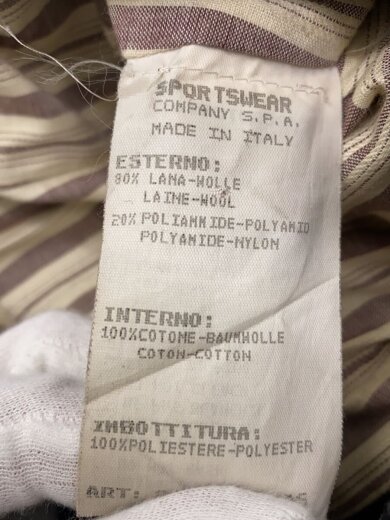 SPORTSWEAR
COMPANY S.P.A.
MADE IN ITALY
ESTERNO:
80% LANA-WOLLE
LAINE-WOOL
20% POLIAMMIDE-POLYAMID
POLYAMIDE-NYLON
INTERNO:
100%COTONE-BAUMWOLLE
COTON-COTTON
IMBOTTITURA:
100%POLIESTERE-POLYESTER
ART: